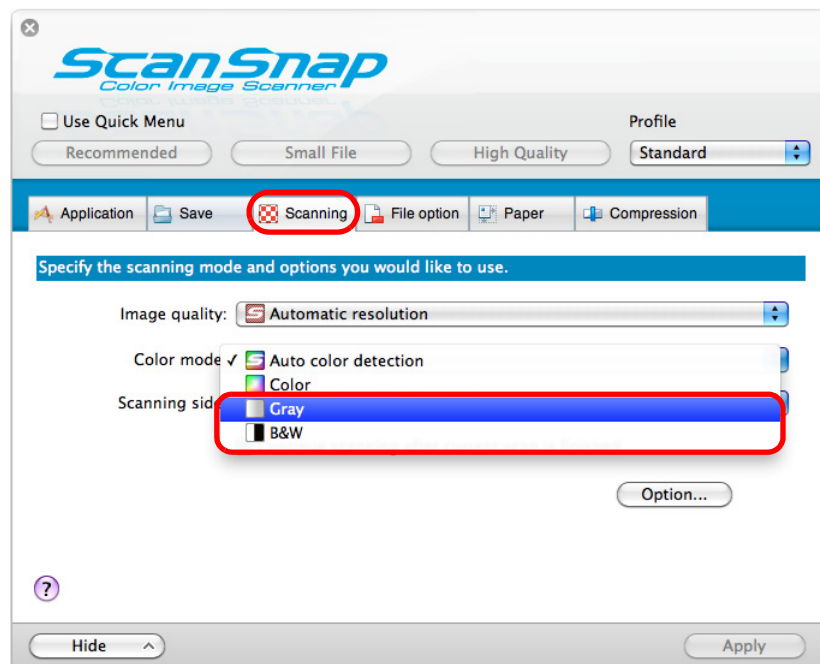 ScanSnap
Color Image Scanner
Use Quick Menu
Profile
Recommended Small File High Quality Standard
Application Save Scanning File option Paper Compression
Specify the scanning mode and options you would like to use.
Image quality: Automatic resolution
Color mode ✓ Auto color detection
Color
Scanning sid Gray
B&W
Option...
?
Hide Apply